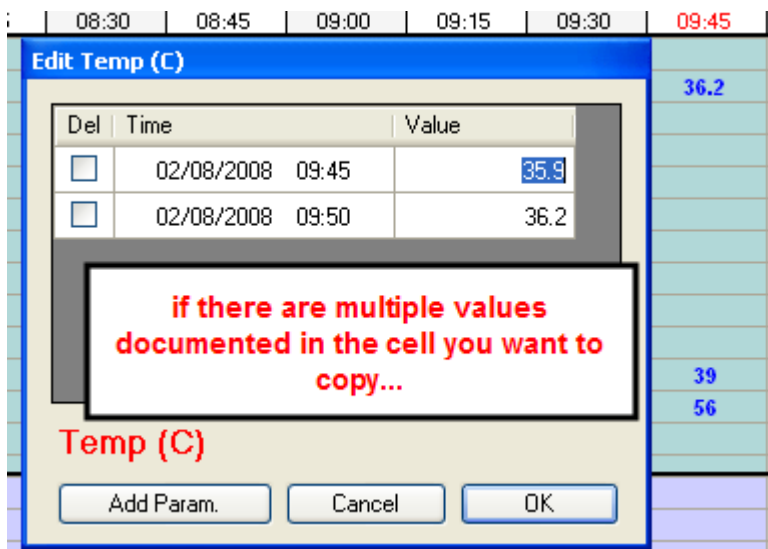 08:30 08:45 09:00 09:15 09:30 09:45
Edit Temp (C)
36.2
Del Time Value
02/08/2008 09:45 35.9
02/08/2008 09:50 36.2
if there are multiple values
documented in the cell you want to
copy...
39
56
Temp (C)
Add Param. Cancel OK